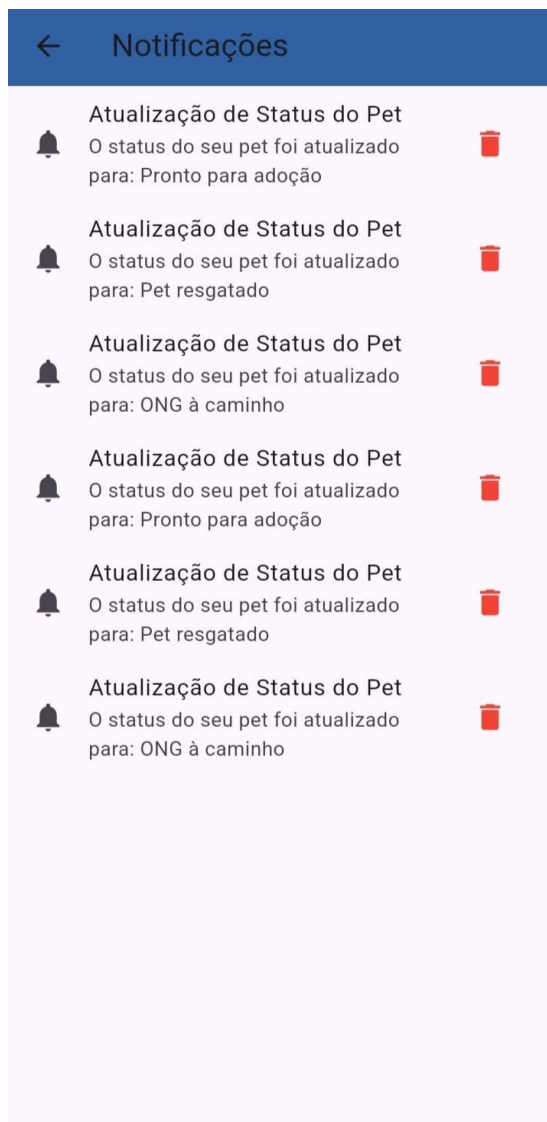 Notificações
Atualização de Status do Pet
O status do seu pet foi atualizado
para: Pronto para adoção
Atualização de Status do Pet
O status do seu pet foi atualizado
para: Pet resgatado
Atualização de Status do Pet
O status do seu pet foi atualizado
para: ONG à caminho
Atualização de Status do Pet
O status do seu pet foi atualizado
para: Pronto para adoção
Atualização de Status do Pet
O status do seu pet foi atualizado
para: Pet resgatado
Atualização de Status do Pet
O status do seu pet foi atualizado
para: ONG à caminho